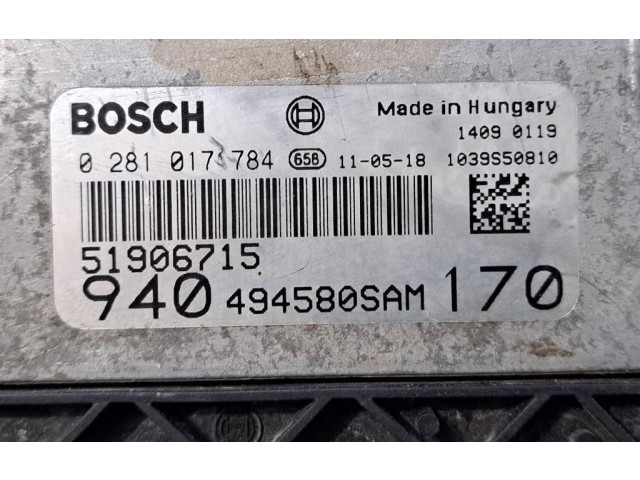 BOSCH Made in Hungary
1409 0119
0 281 017 784 658 11-05-18 1039S50810
51906715
940 494580SAM 170